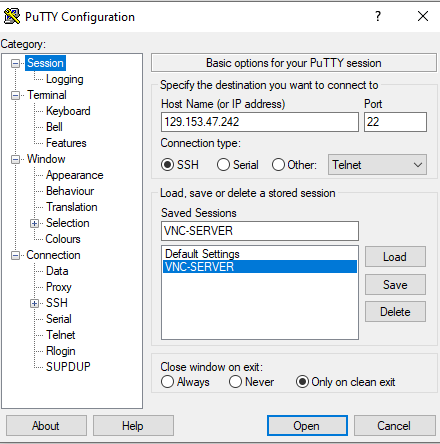 PuTTY Configuration
?
Category:
Session
Logging
Terminal
Keyboard
Bell
Features
Window
Appearance
Behaviour
Translation
Selection
Colours
Connection
Data
Proxy
SSH
Serial
Telnet
Rlogin
SUPDUP
Basic options for your PuTTY session
Specify the destination you want to connect to
Host Name (or IP address) Port
129.153.47.242 22
Connection type:
SSH Serial Other: Telnet
Load, save or delete a stored session
Saved Sessions
VNC-SERVER
Default Settings
VNC-SERVER
Load
Save
Delete
Close window on exit:
Always Never Only on clean exit
About Help Open Cancel